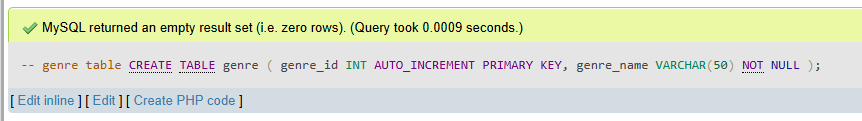 MySQL returned an empty result set (i.e. zero rows). (Query took 0.0009 seconds.)
-- genre table CREATE TABLE genre ( genre_id INT AUTO_INCREMENT PRIMARY KEY, genre_name VARCHAR(50) NOT NULL );
[ Edit inline ] [ Edit ] [ Create PHP code ]